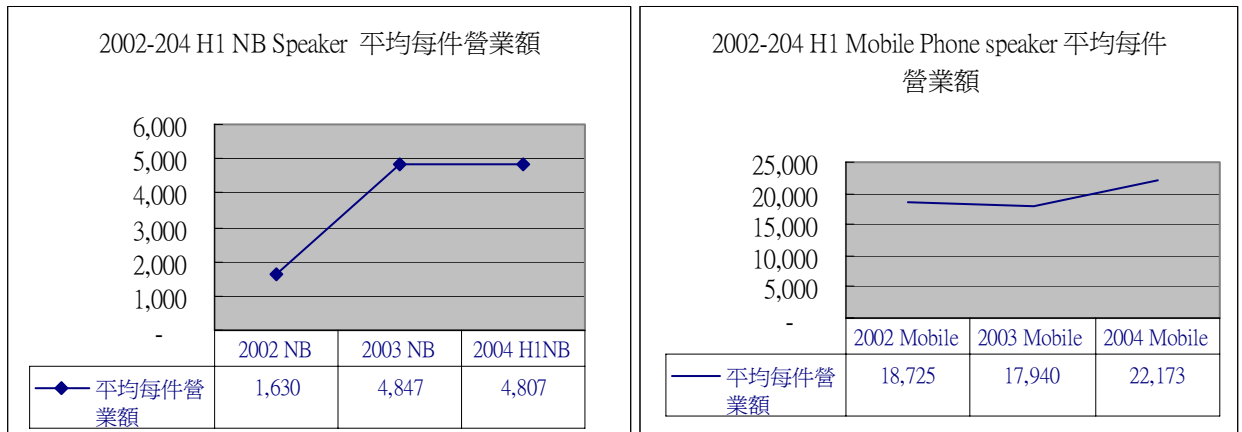 2002-204 H1 NB Speaker 平均每件營業額
6,000
5,000
4,000
3,000
2,000
1,000
-
2002 NB
2003 NB
2004 H1NB
平均每件營
業額
1,630
4,847
4,807
2002-204 H1 Mobile Phone speaker 平均每件
營業額
25,000
20,000
15,000
10,000
5,000
-
2002 Mobile
2003 Mobile
2004 Mobile
平均每件營
業額
18,725
17,940
22,173